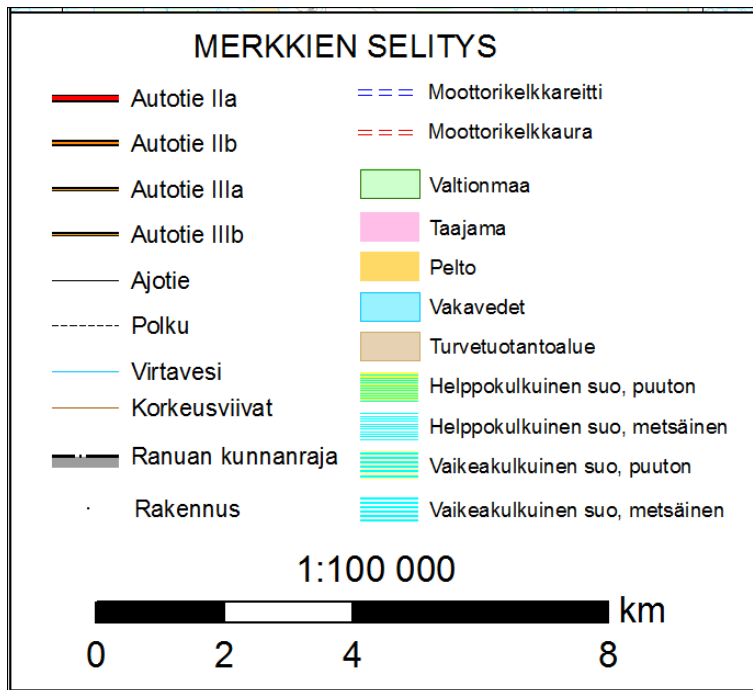 MERKKIEN SELITYS
Autotie IIa
Autotie IIb
Autotie IIIa
Autotie IIIb
Ajotie
Polku
Virtavesi
Korkeusviivat
Ranuan kunnanraja
Rakennus
Moottorikelkkareitti
Moottorikelkkaura
Valtionmaa
Taajama
Pelto
Vakavedet
Turvetuotantoalue
Helppokulkuinen suo, puuton
Helppokulkuinen suo, metsäinen
Vaikeakulkuinen suo, puuton
Vaikeakulkuinen suo, metsäinen
1:100 000
km
0 2 4 8